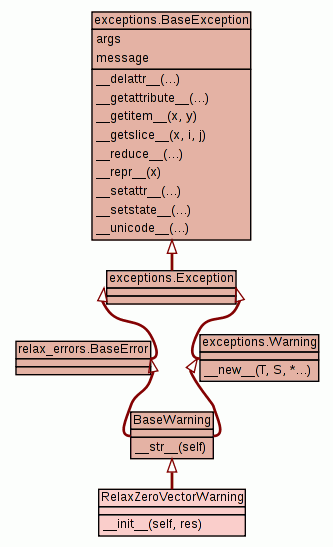 exceptions.BaseException
args
message
__delattr__(...)
__getattribute__(...)
__getitem__(x, y)
__getslice__(x, i, j)
__reduce__(...)
__repr__(x)
__setattr__(...)
__setstate__(...)
__unicode__(...)
exceptions.Exception
relax_errors.BaseError
exceptions.Warning
__new__(T, S, *...)
BaseWarning
__str__(self)
RelaxZeroVectorWarning
__init__(self, res)